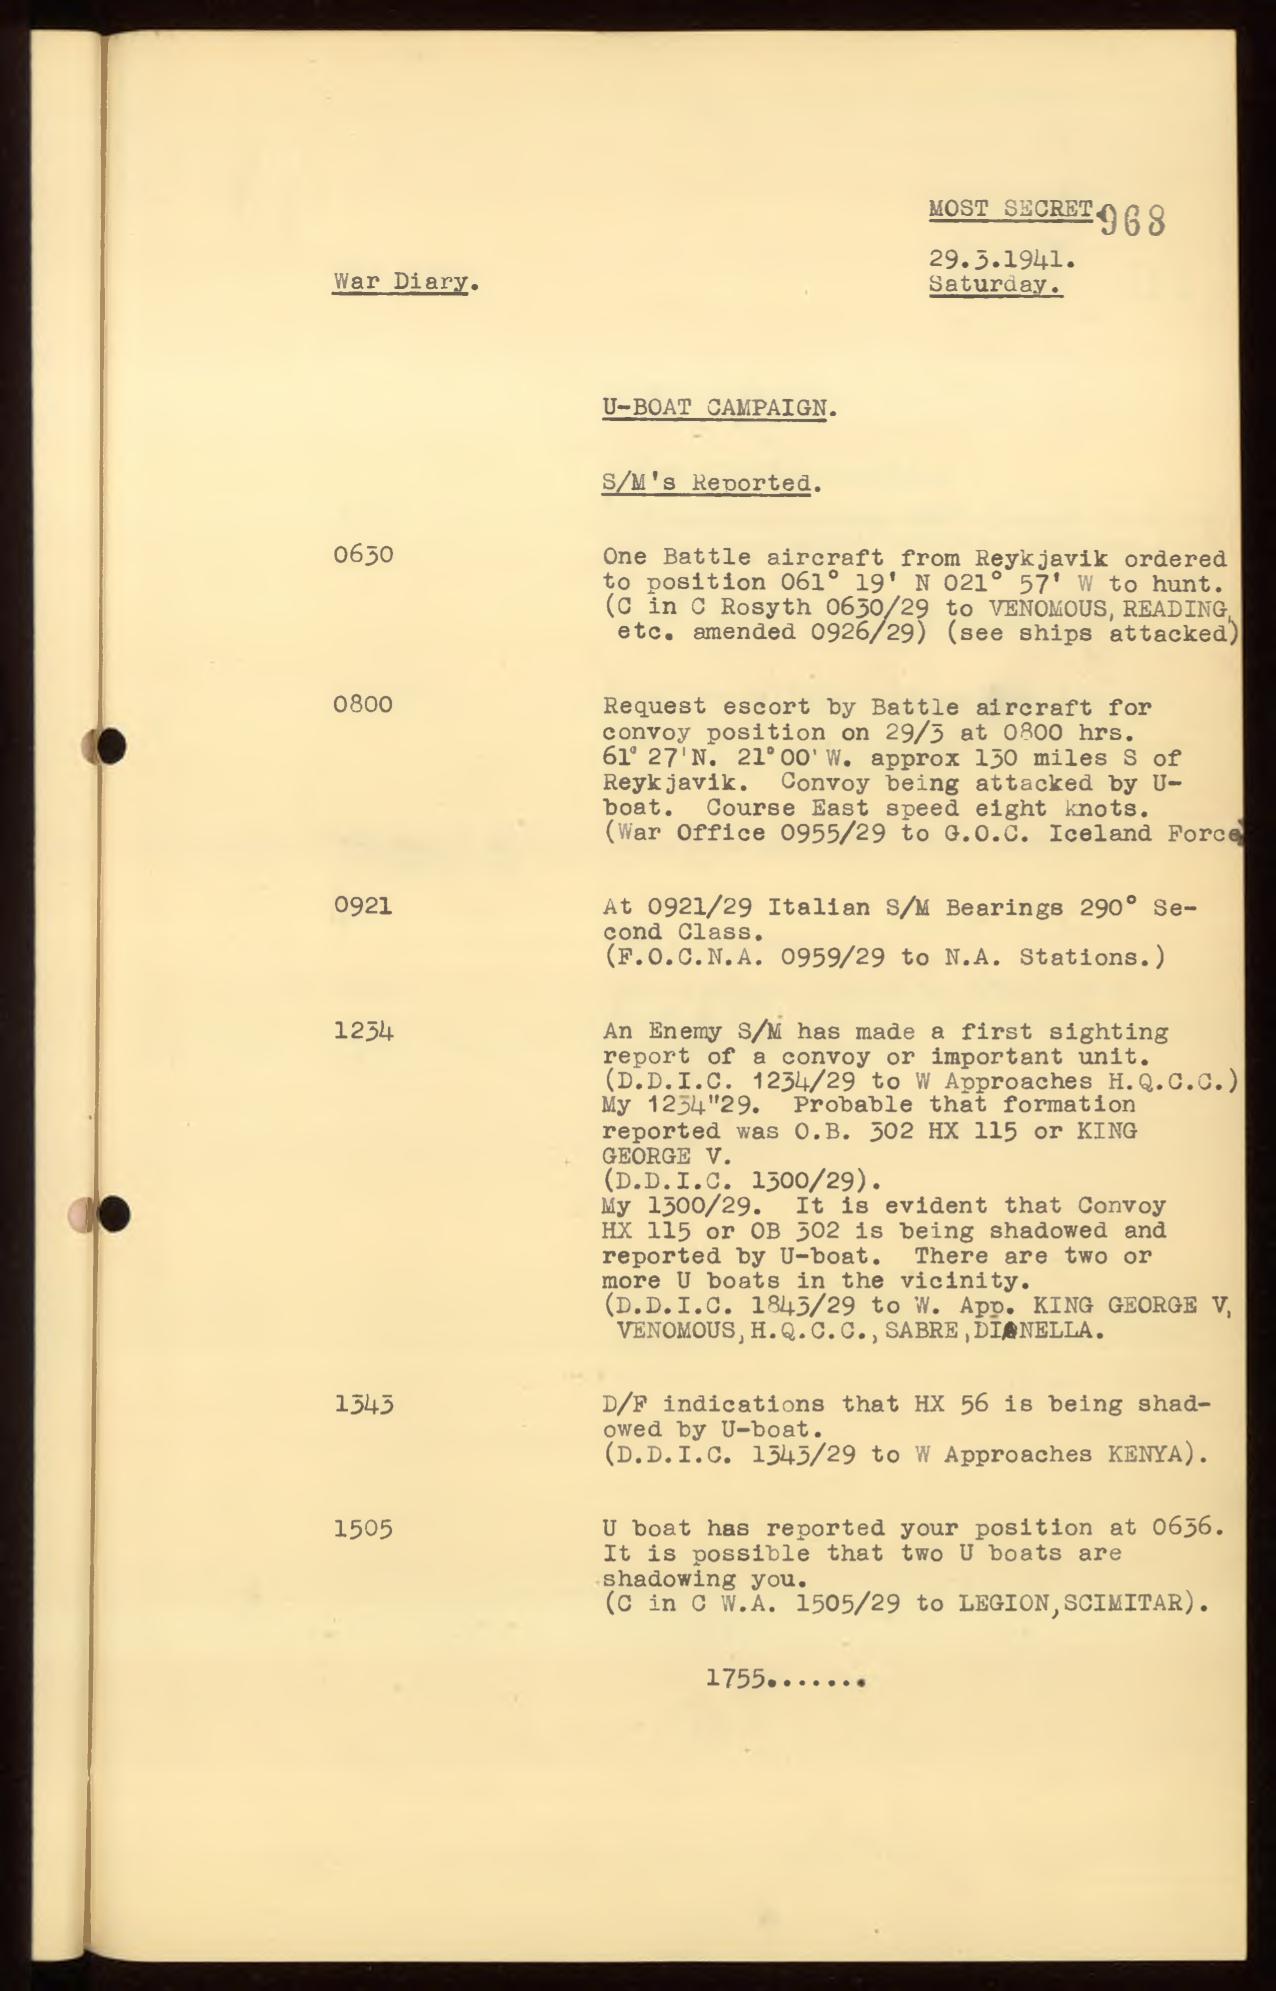 MOST SECRET. 968
29.3.1941.
War Diary.
Saturday.
U-BOAT CAMPAIGN.
S/M's Reported.
0630
One Battle aircraft from Reykjavik ordered
to position 061° 19' N 021° 57' W to hunt.
(C in C Rosyth 0630/29 to VENOMOUS, READING,
etc. amended 0926/29) (see ships attacked)
0800
Request escort by Battle aircraft for
convoy position on 29/3 at 0800 hrs.
61° 27'N. 21°00' W. approx 130 miles S of
Reykjavik. Convoy being attacked by U-
boat. Course East speed eight knots.
(War Office 0955/29 to G.O.C. Iceland Force)
0921
At 0921/29 Italian S/M Bearings 290° Se-
cond Class.
(F.O.C.N.A. 0959/29 to N.A. Stations.)
1234
An Enemy S/M has made a first sighting
report of a convoy or important unit.
(D.D.I.C. 1234/29 to W Approaches H.Q.C.C.)
My 1234"29. Probable that formation
reported was O.B. 302 HX 115 or KING
GEORGE V.
(D.D.I.C. 1300/29).
My 1300/29. It is evident that Convoy
HX 115 or OB 302 is being shadowed and
reported by U-boat. There are two or
more U boats in the vicinity.
(D.D.I.C. 1843/29 to W. App. KING GEORGE V,
VENOMOUS, H.Q.C.C., SABRE, DIANELLA.
1343
D/F indications that HX 56 is being shad-
owed by U-boat.
(D.D.I.C. 1343/29 to W Approaches KENYA).
1505
U boat has reported your position at 0636.
It is possible that two U boats are
shadowing you.
(C in C W.A. 1505/29 to LEGION, SCIMITAR).
1755.......